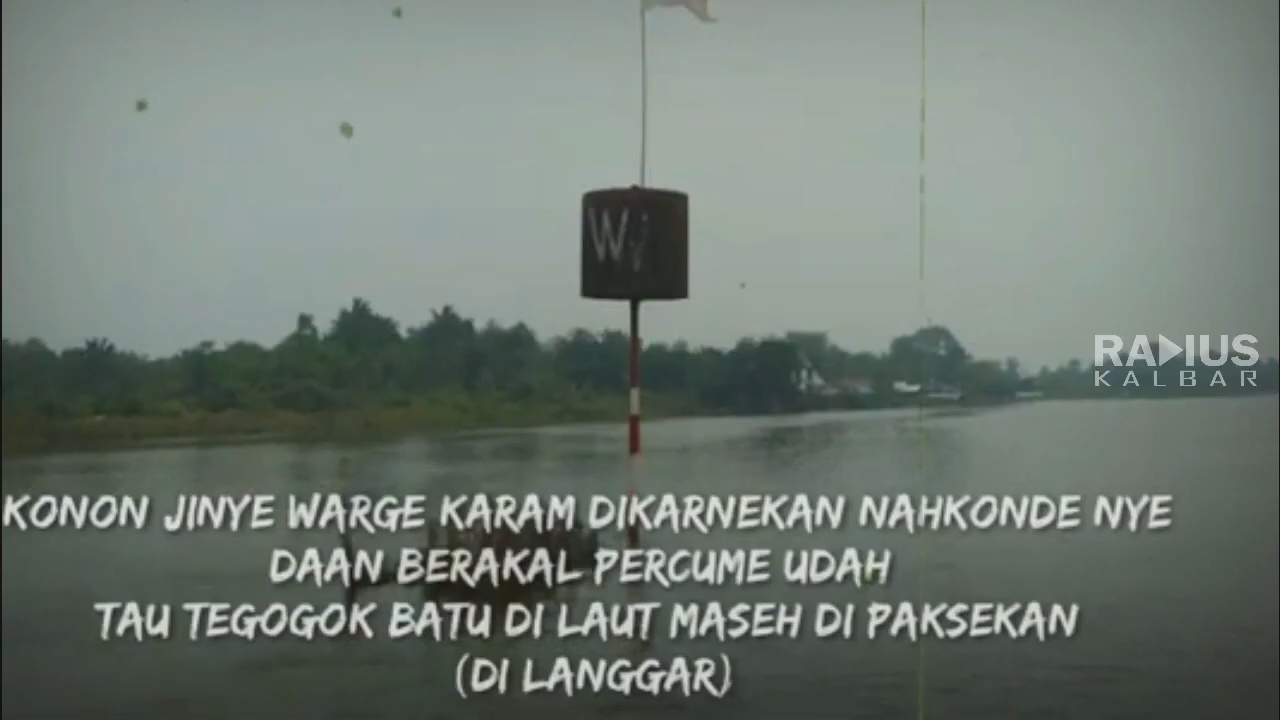 RADIUS
KALBAR
KONON JINYE WARGE KARAM DIKARNEKAN NAHKONDE NYE
DAAN BERAKAL PERCUME UDAH
TAU TEGOGOK BATU DI LAUT MASEH DI PAKSEKAN
(DI LANGGAR)